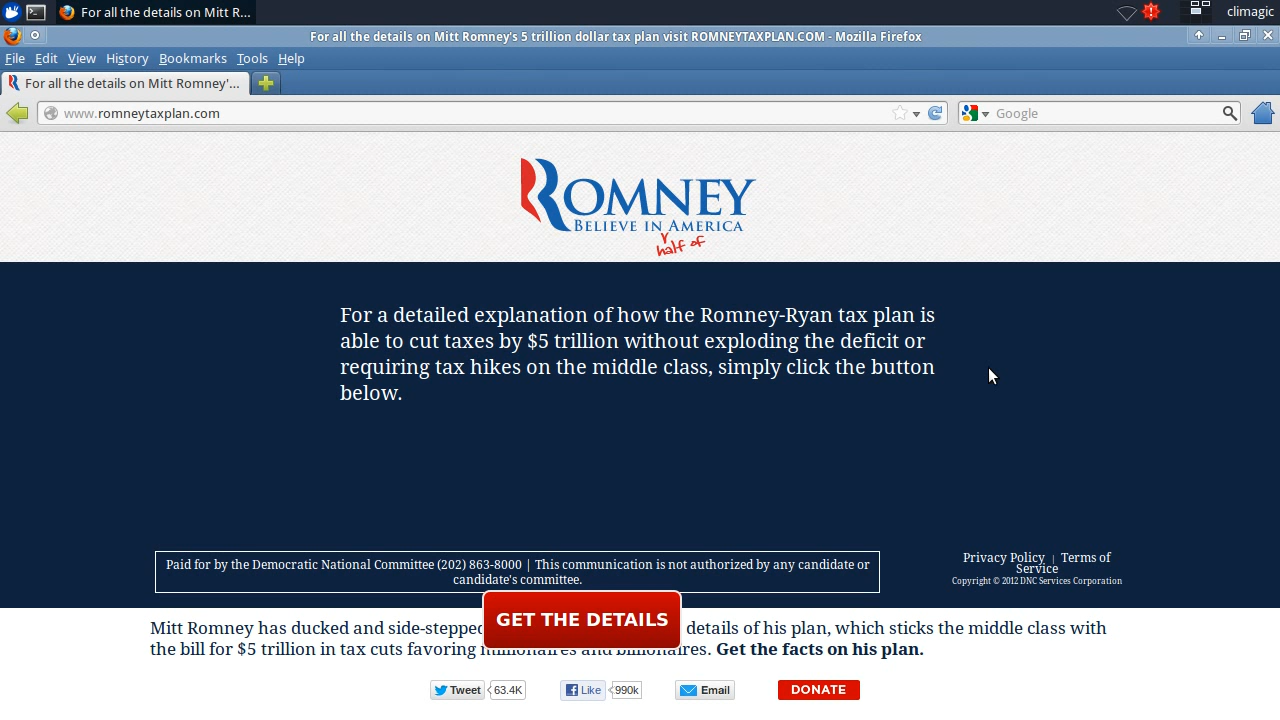 For all the details on Mitt R...
climagic
For all the details on Mitt Romney's 5 trillion dollar tax plan visit ROMNEYTAXPLAN.COM - Mozilla Firefox
File Edit View History Bookmarks Tools Help
For all the details on Mitt Romney'...
www.romneytaxplan.com
Google
ROMNEY
BELIEVE IN AMERICA
half of
For a detailed explanation of how the Romney-Ryan tax plan is
able to cut taxes by $5 trillion without exploding the deficit or
requiring tax hikes on the middle class, simply click the button
below.
Paid for by the Democratic National Committee (202) 863-8000 | This communication is not authorized by any candidate or
candidate's committee.
Privacy Policy | Terms of
Service
Copyright © 2012 DNC Services Corporation
GET THE DETAILS
Mitt Romney has ducked and side-stepped details of his plan, which sticks the middle class with
the bill for $5 trillion in tax cuts favoring millionaires and billionaires. Get the facts on his plan.
Tweet 63.4K Like 990k Email DONATE